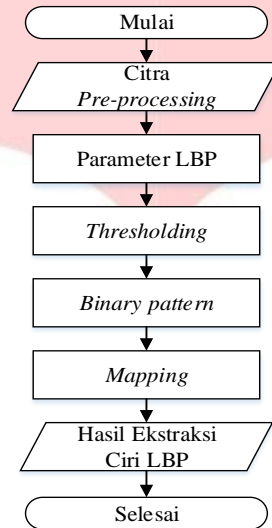 Mulai
Citra
Pre-processing
Parameter LBP
Thresholding
Binary pattern
Mapping
Hasil Ekstraksi
Ciri LBP
Selesai